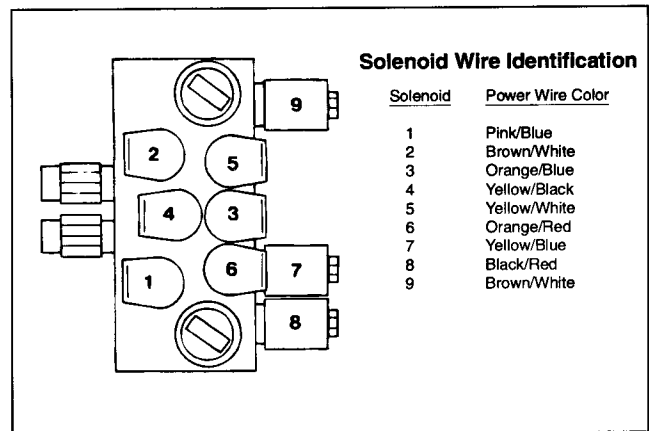 Solenoid Wire Identification
Solenoid Power Wire Color
1 Pink/Blue
2 Brown/White
3 Orange/Blue
4 Yellow/Black
5 Yellow/White
6 Orange/Red
7 Yellow/Blue
8 Black/Red
9 Brown/White
9
2
5
4
3
6
7
1
8